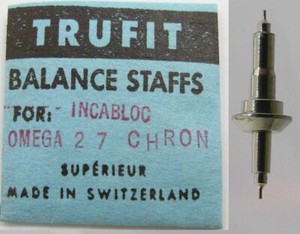 TRUFIT
BALANCE STAFFS
FOR: - INCABLOC
OMEGA 27 CHRON
SUPÉRIEUR
MADE IN SWITZERLAND